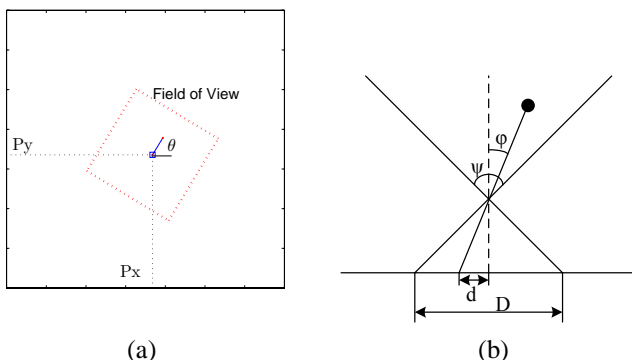 Field of View
θ
Py
Px
(a)
φ
ψ
d
D
(b)